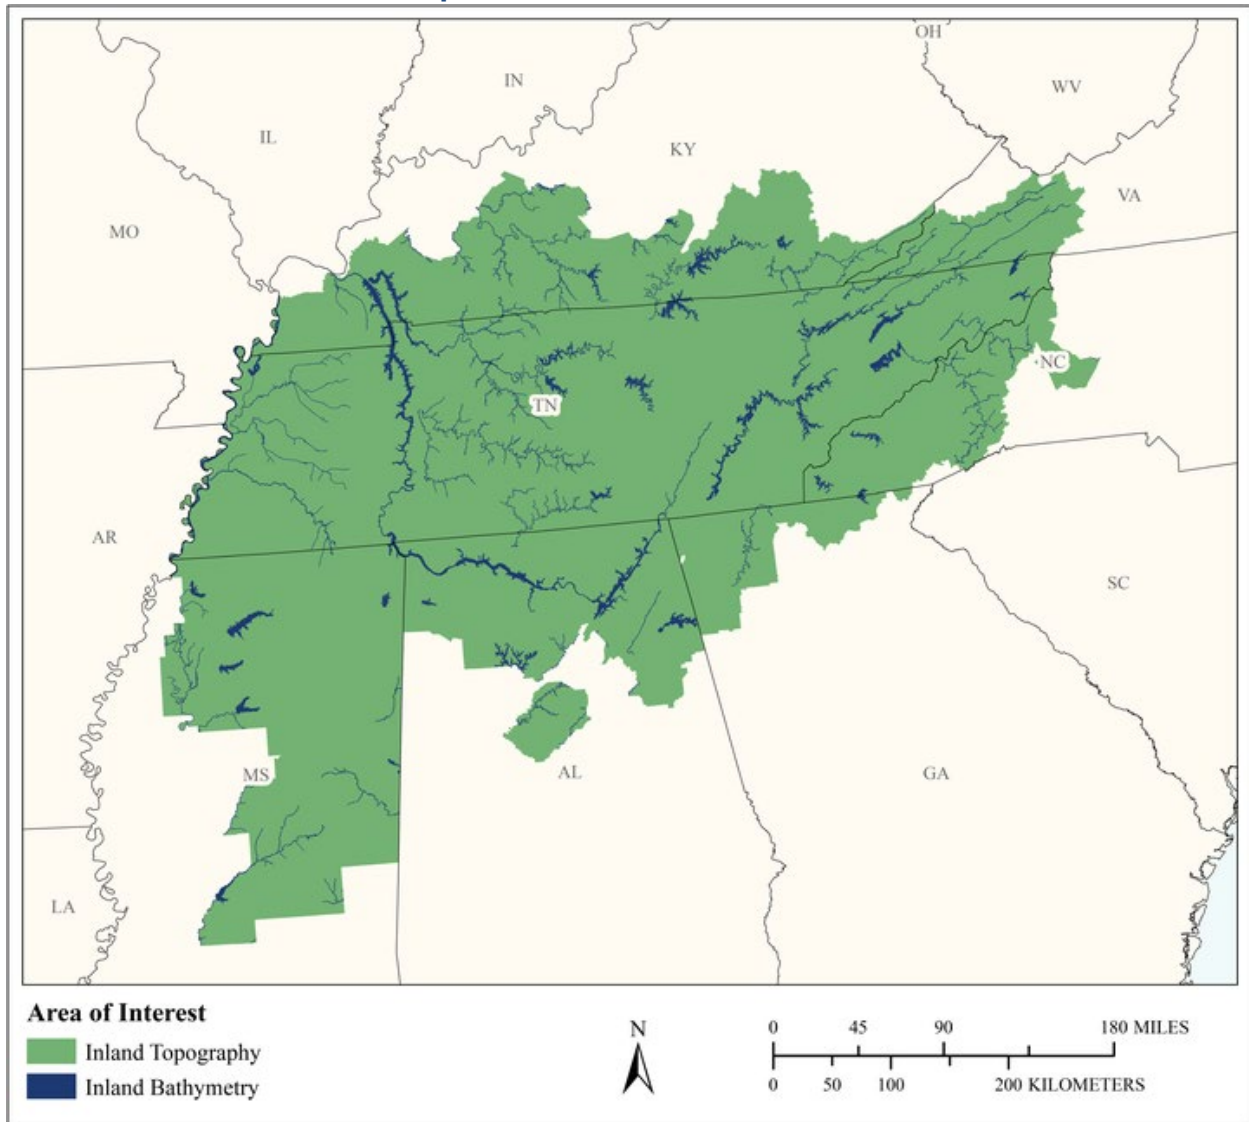 OH
IN
WV
IL
KY
VA
MO
NC
TN
AR
SC
MS
AL
GA
LA
Area of Interest
Inland Topography
Inland Bathymetry
N
0 45 90 180 MILES
0 50 100 200 KILOMETERS